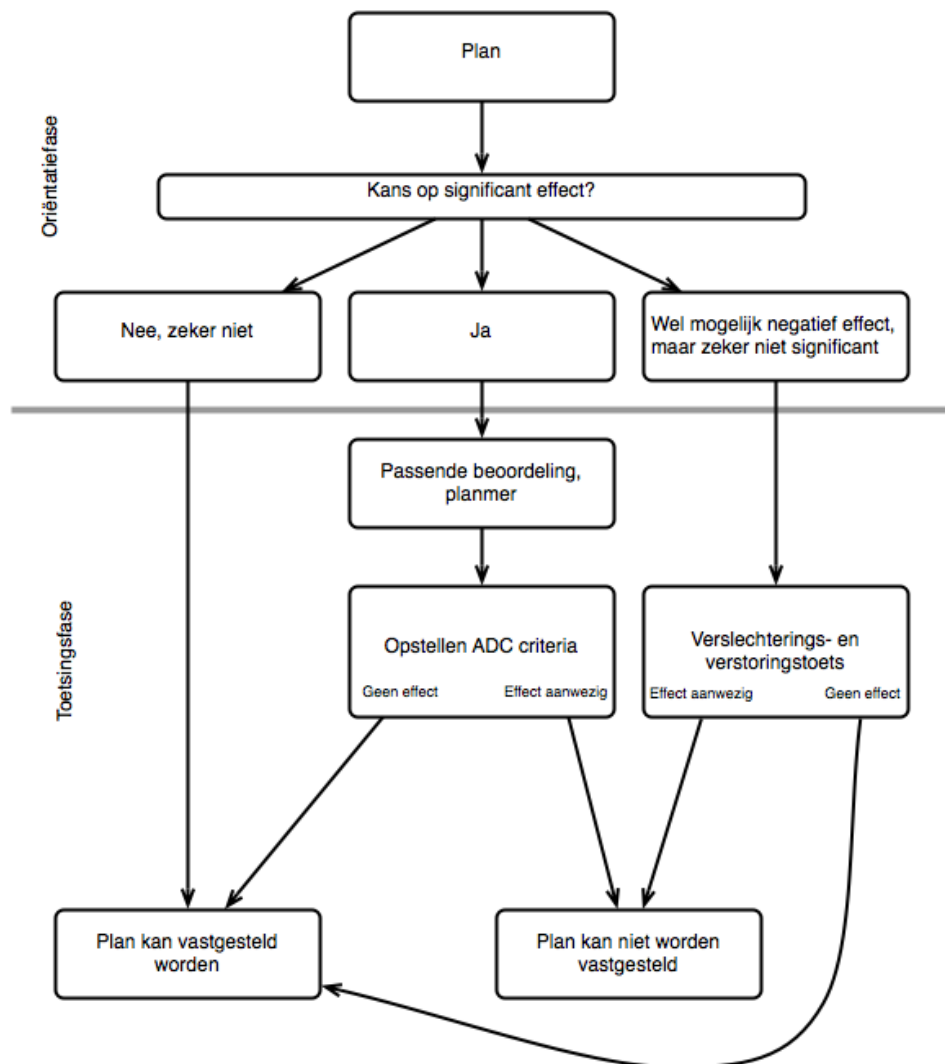 Plan
Oriëntatiefase
Kans op significant effect?
Nee, zeker niet
Ja
Wel mogelijk negatief effect,
maar zeker niet significant
Toetsingsfase
Passende beoordeling,
planmer
Opstellen ADC criteria
Geen effect
Effect aanwezig
Verslechterings- en
verstoringstoets
Effect aanwezig
Geen effect
Plan kan vastgesteld
worden
Plan kan niet worden
vastgesteld